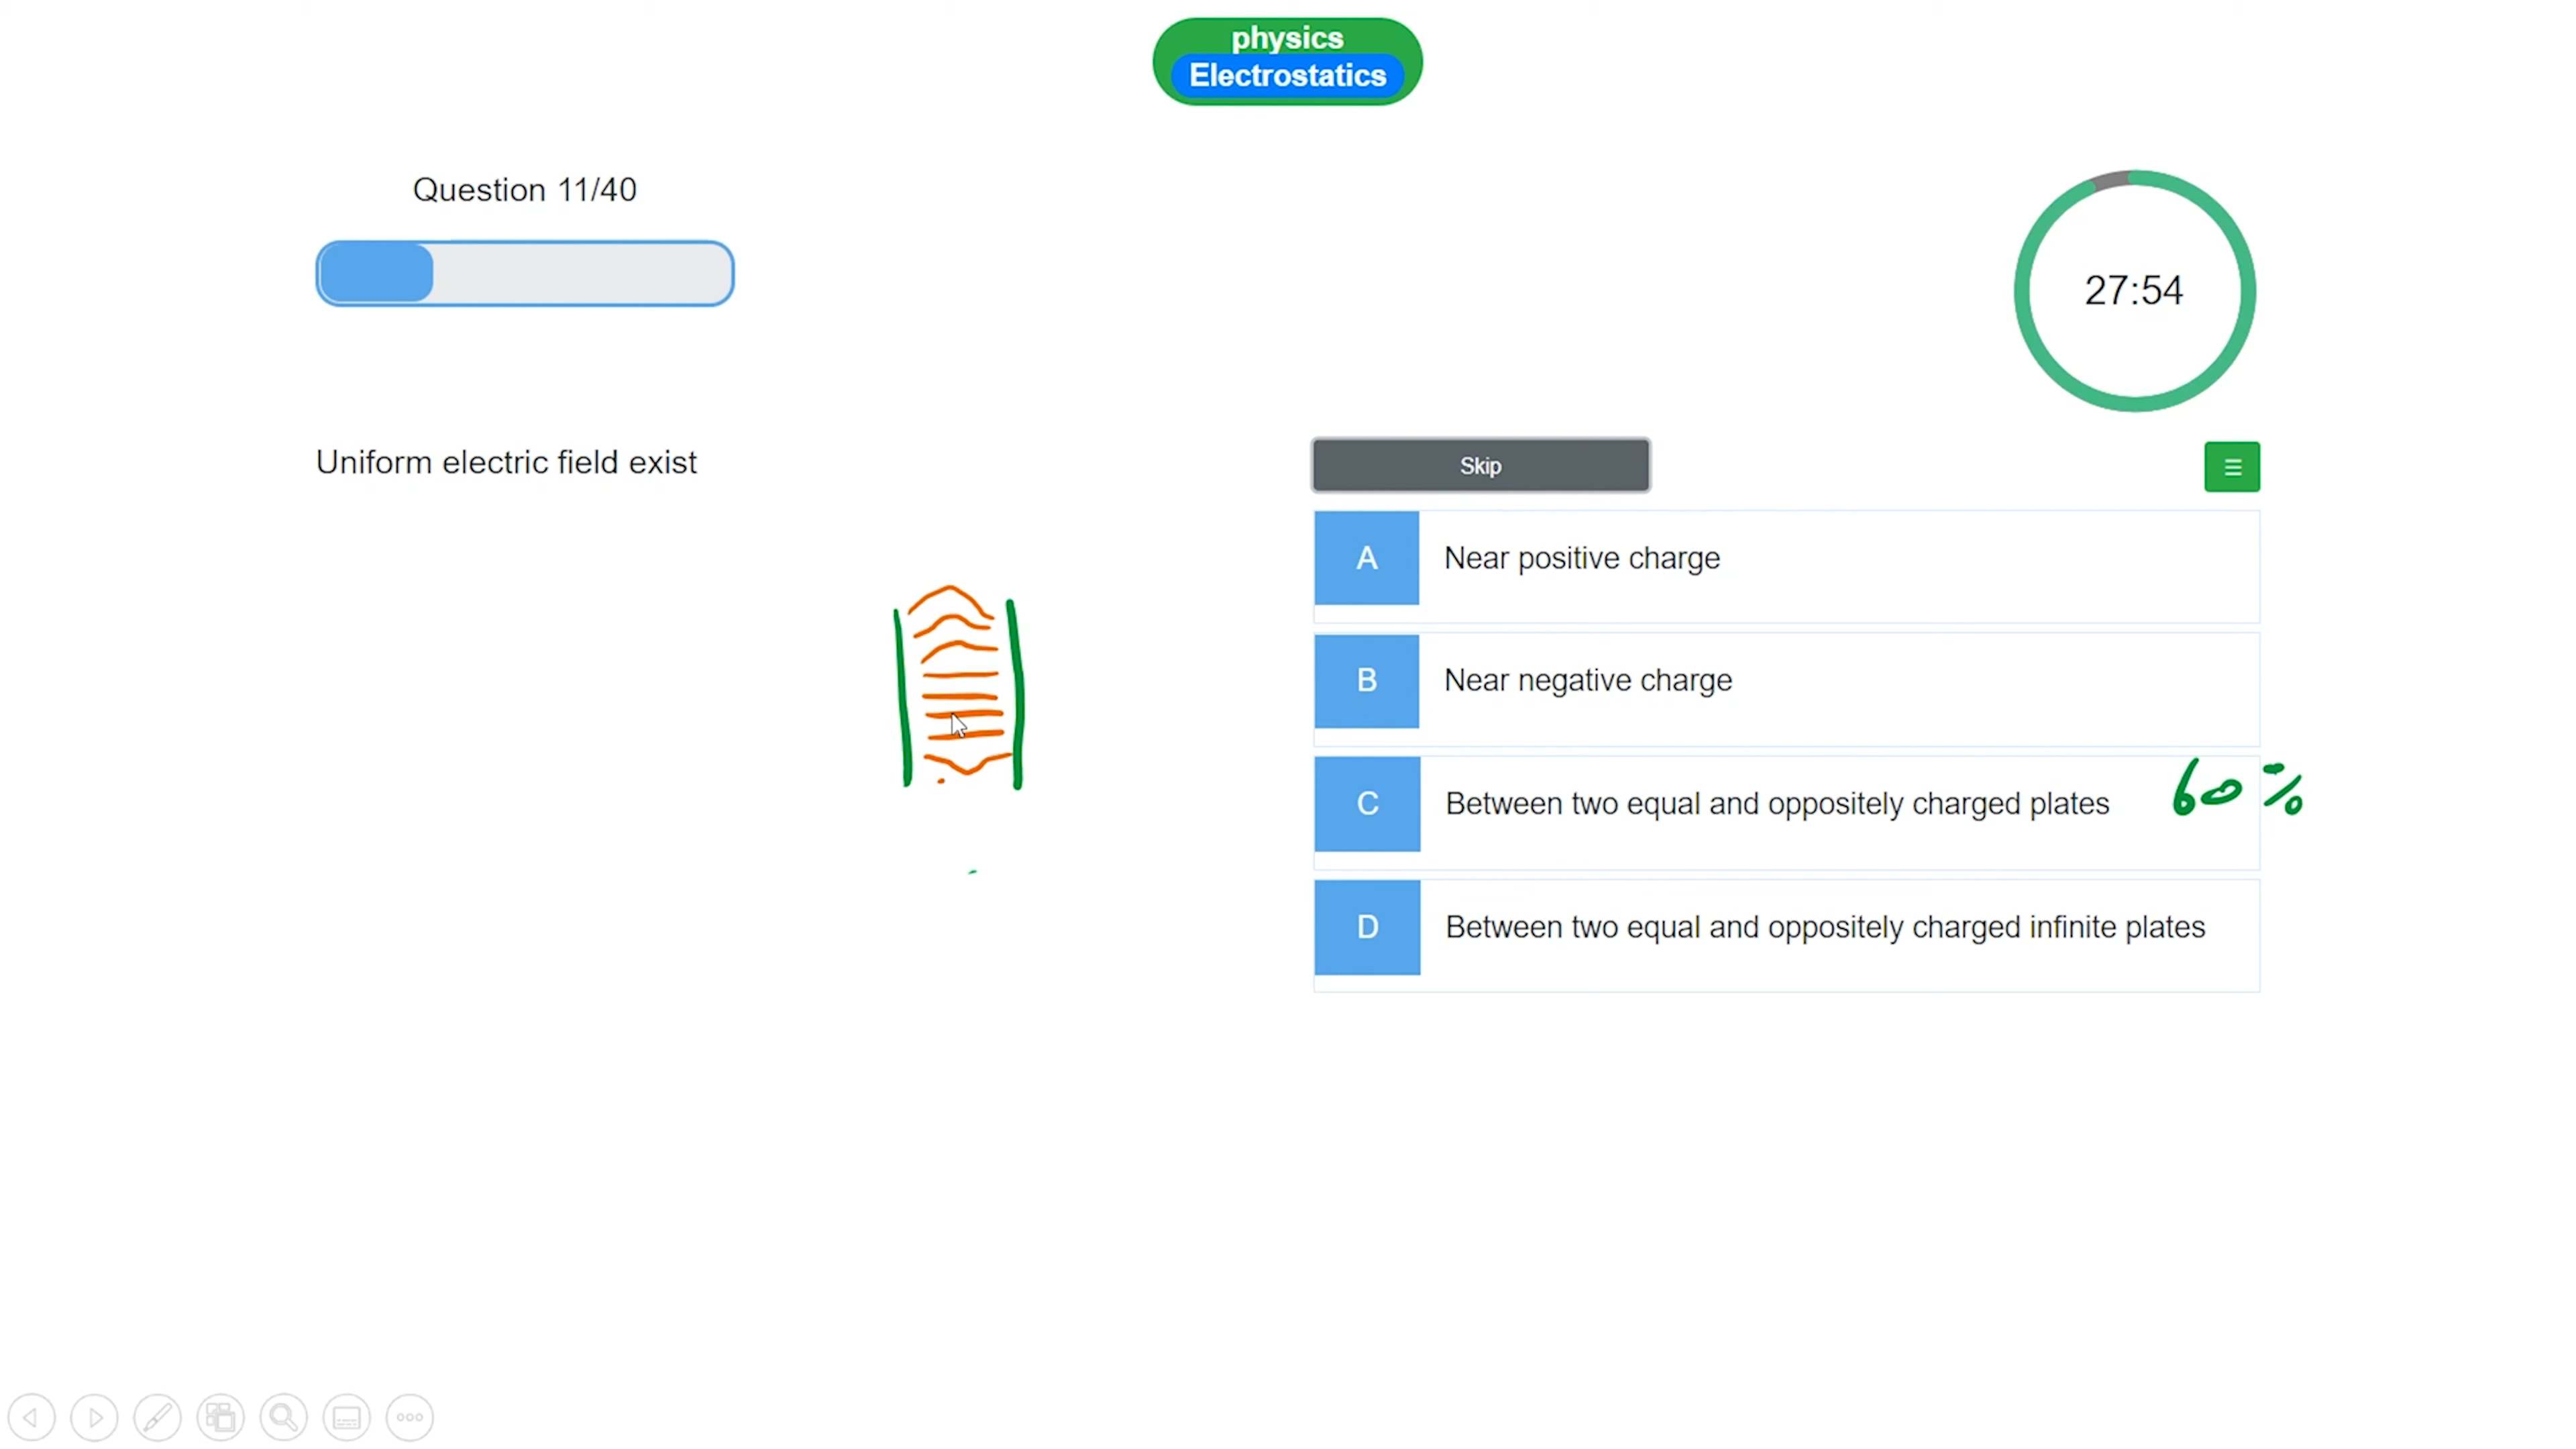 physics
Electrostatics
Question 11/40
27:54
Uniform electric field exist
Skip
A Near positive charge
B Near negative charge
C Between two equal and oppositely charged plates 60%
D Between two equal and oppositely charged infinite plates